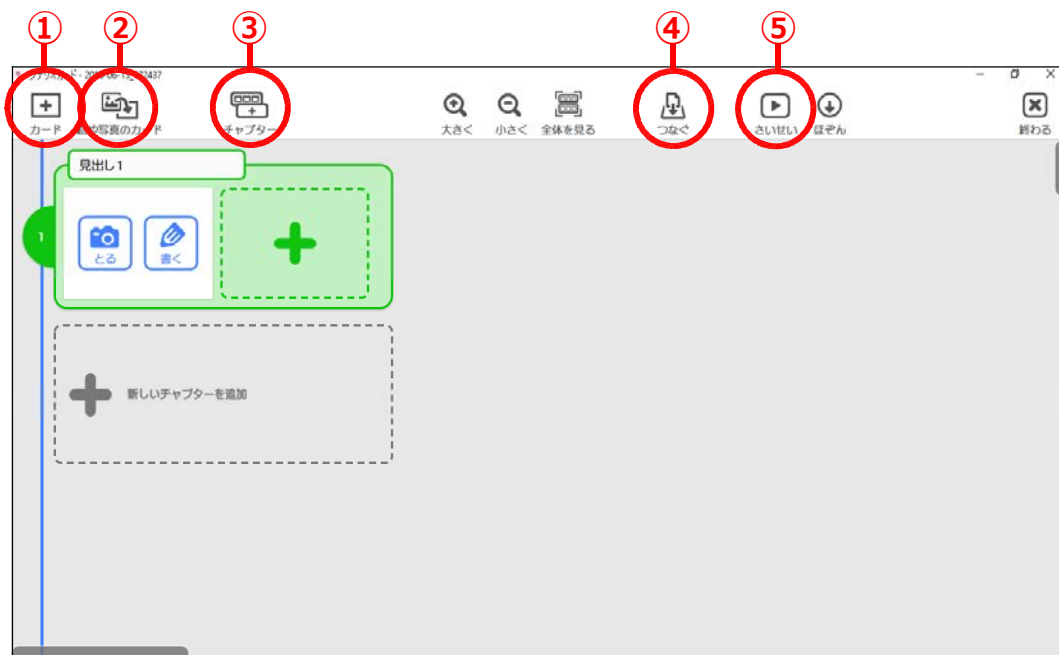 ① ② ③ ④ ⑤
カード
写真のカード
チャプター
大きく
小さく
全体を見る
つなぐ
さいせい
ほぞん
終わる
見出し1
1
とる
書く
新しいチャプターを追加